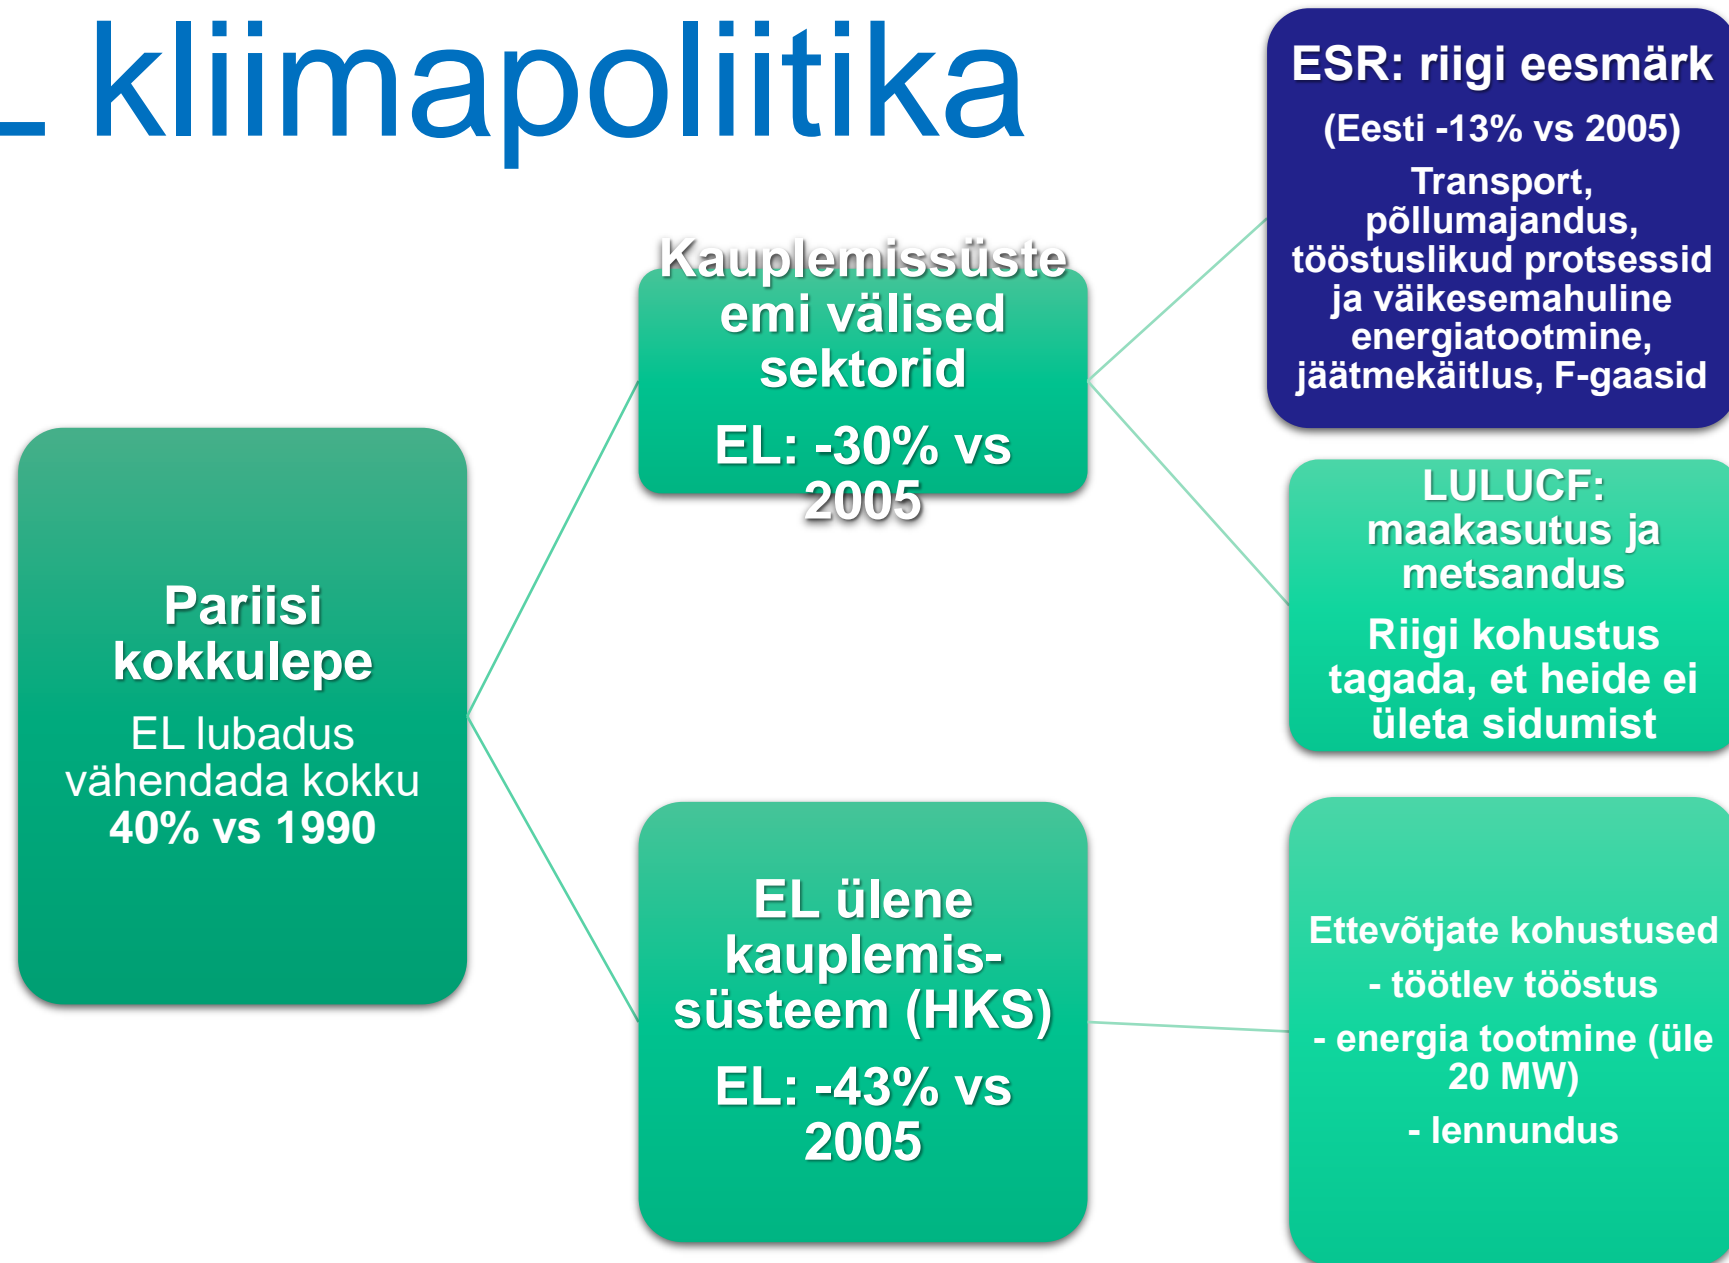 L kliimapoliitika
ESR: riigi eesmärk
(Eesti -13% vs 2005)
Transport,
põllumajandus,
tööstuslikud protsessid
ja väikesemahuline
energiatootmine,
jäätmekäitlus, F-gaasid
Kauplemissüste
emi välised
sektorid
EL: -30% vs
2005
LULUCF:
maakasutus ja
metsandus
Riigi kohustus
tagada, et heide ei
ületa sidumist
Pariisi
kokkulepe
EL lubadus
vähendada kokku
40% vs 1990
EL ülene
kauplemis-
süsteem (HKS)
EL: -43% vs
2005
Ettevõtjate kohustused
- töötlev tööstus
- energia tootmine (üle
20 MW)
- lennundus